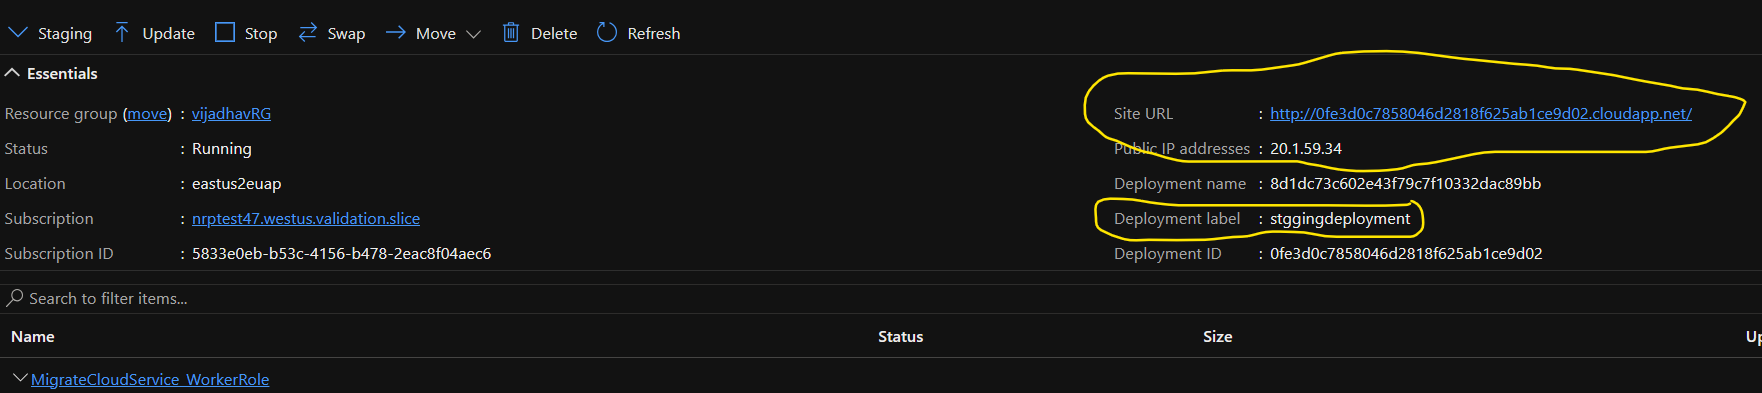 Staging Update Stop Swap Move Delete Refresh
Essentials
Resource group (move) : vijadhavRG
Status : Running
Location : eastus2euap
Subscription : nrptest47.westus.validation.slice
Subscription ID : 5833e0eb-b53c-4156-b478-2eac8f04aec6
Site URL : http://0fe3d0c7858046d2818f625ab1ce9d02.cloudapp.net/
Public IP addresses : 20.1.59.34
Deployment name : 8d1dc73c602e43f79c7f10332dac89bb
Deployment label : stggingdeployment
Deployment ID : 0fe3d0c7858046d2818f625ab1ce9d02
Search to filter items...
Name Status Size Up
MigrateCloudService_WorkerRole